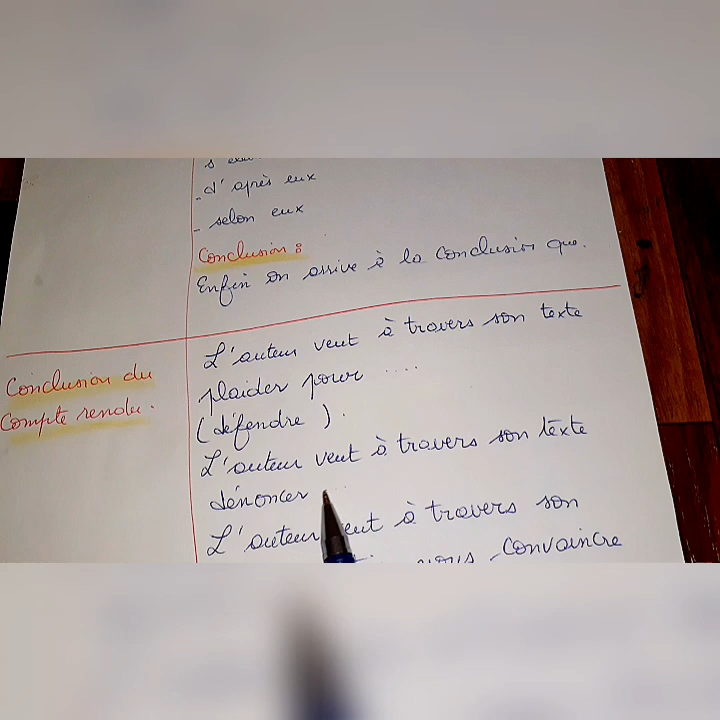 - d'après eux
- selon eux
Conclusion :
Enfin on arrive à la conclusion que.
Conclusion du
Compte rendu.
L'auteur veut à travers son texte
plaider pour ....
(défendre).
L'auteur veut à travers son texte
dénoncer
L'auteur veut à travers son
nous convaincre